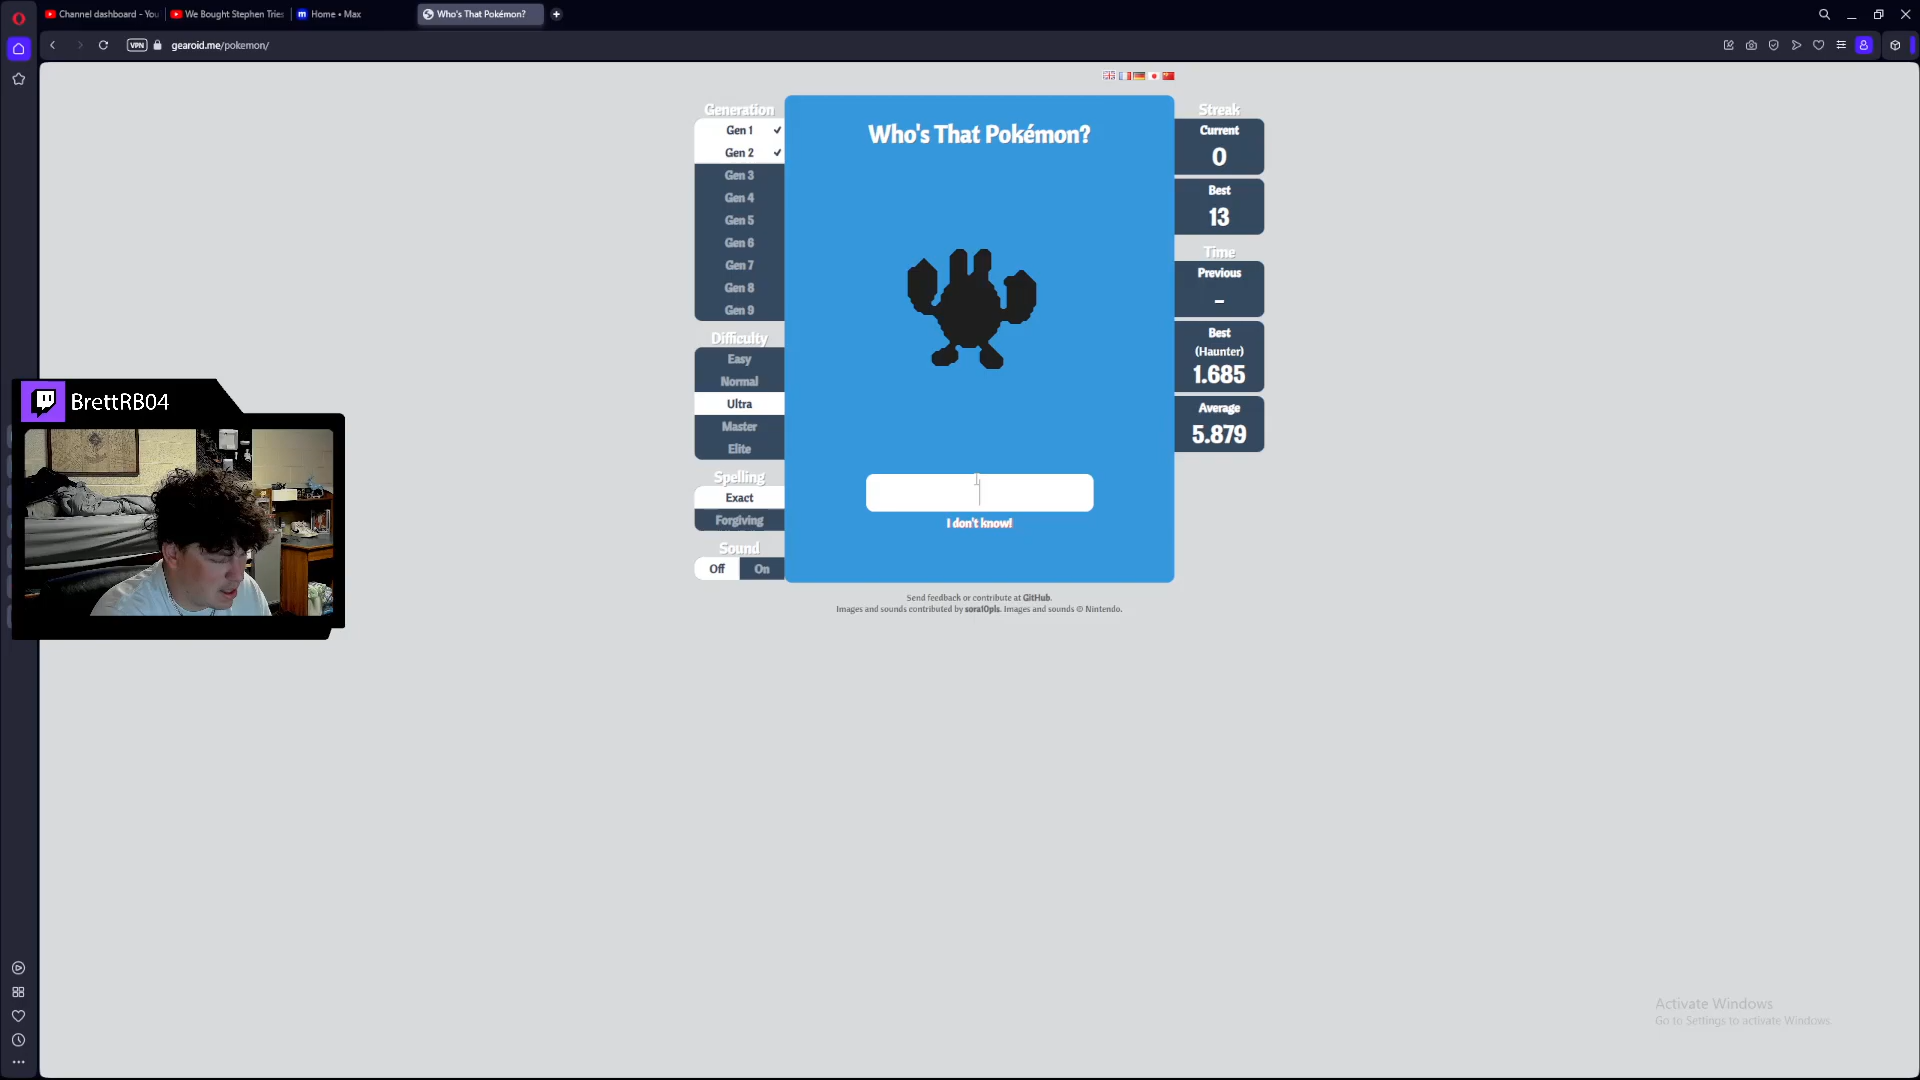 Channel dashboard - You
We Bought Stephen Tries
Home • Max
Who's That Pokémon?
VPN
gearoid.me/pokemon/
Generation
Gen 1
Gen 2
Gen 3
Gen 4
Gen 5
Gen 6
Gen 7
Gen 8
Gen 9
Difficulty
Easy
Normal
Ultra
Master
Elite
Spelling
Exact
Forgiving
Sound
Off On
Who's That Pokémon?
I don't know!
Streak
Current
0
Best
13
Time
Previous
–
Best
(Haunter)
1.685
Average
5.879
Send feedback or contribute at GitHub.
Images and sounds contributed by sora10pls. Images and sounds © Nintendo.
BrettRB04
Activate Windows
Go to Settings to activate Windows.